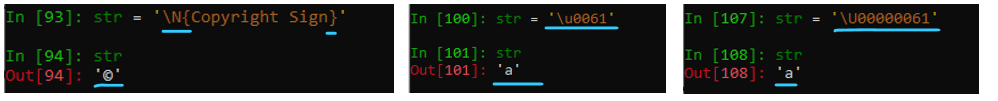 In [93]: str = '\N{Copyright Sign}'
In [94]: str
Out[94]: '©'
In [100]: str = '\u0061'
In [101]: str
Out[101]: 'a'
In [107]: str = '\U00000061'
In [108]: str
Out[108]: 'a'